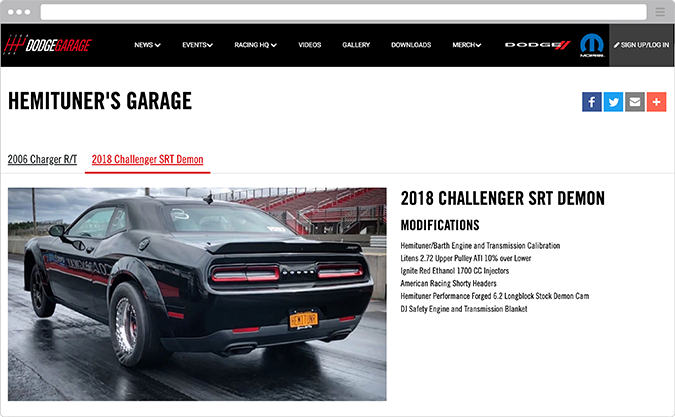 DODGEGARAGE
NEWS
EVENTS
RACING HQ
VIDEOS
GALLERY
DOWNLOADS
MERCH
DODGE
MOPAR
SIGN UP/LOG IN
HEMITUNER'S GARAGE
2006 Charger R/T
2018 Challenger SRT Demon
2018 CHALLENGER SRT DEMON
MODIFICATIONS
Hemituner/Barth Engine and Transmission Calibration
Litens 2.72 Upper Pulley ATI 10% over Lower
Ignite Red Ethanol 1700 CC Injectors
American Racing Shorty Headers
Hemituner Performance Forged 6.2 Longblock Stock Demon Cam
DJ Safety Engine and Transmission Blanket
DODGE
HEMITUNR